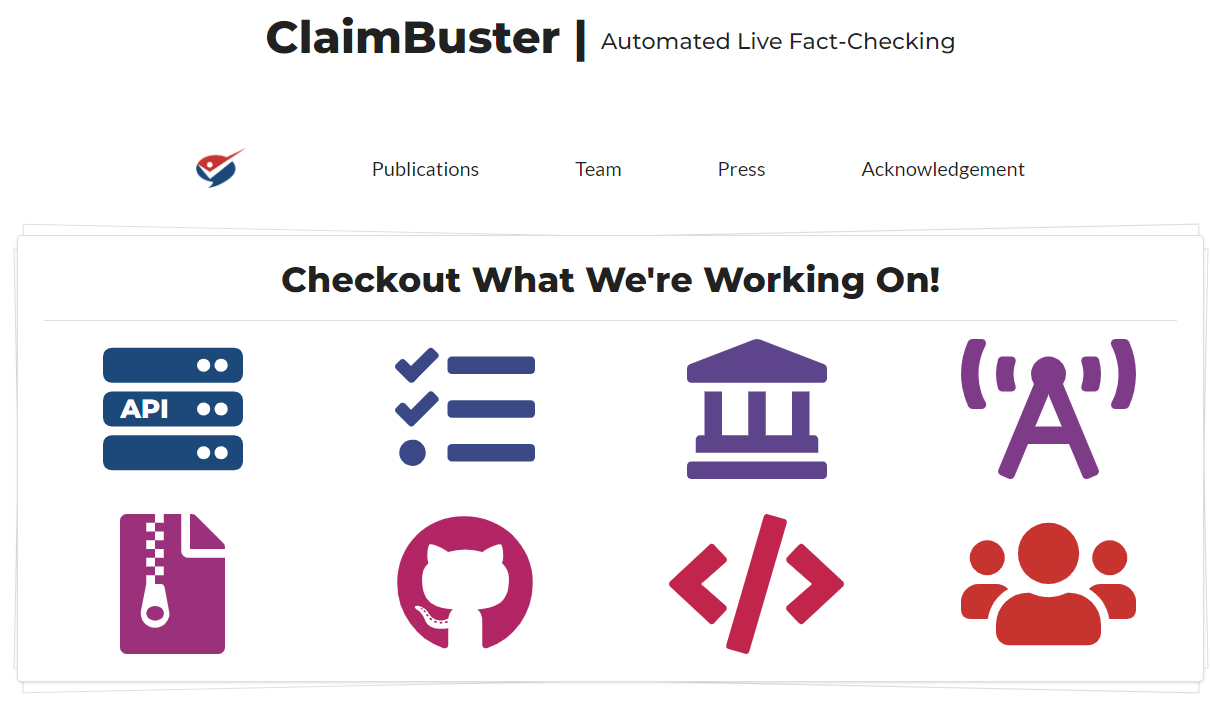 ClaimBuster | Automated Live Fact-Checking
Publications Team Press Acknowledgement
Checkout What We're Working On!
API